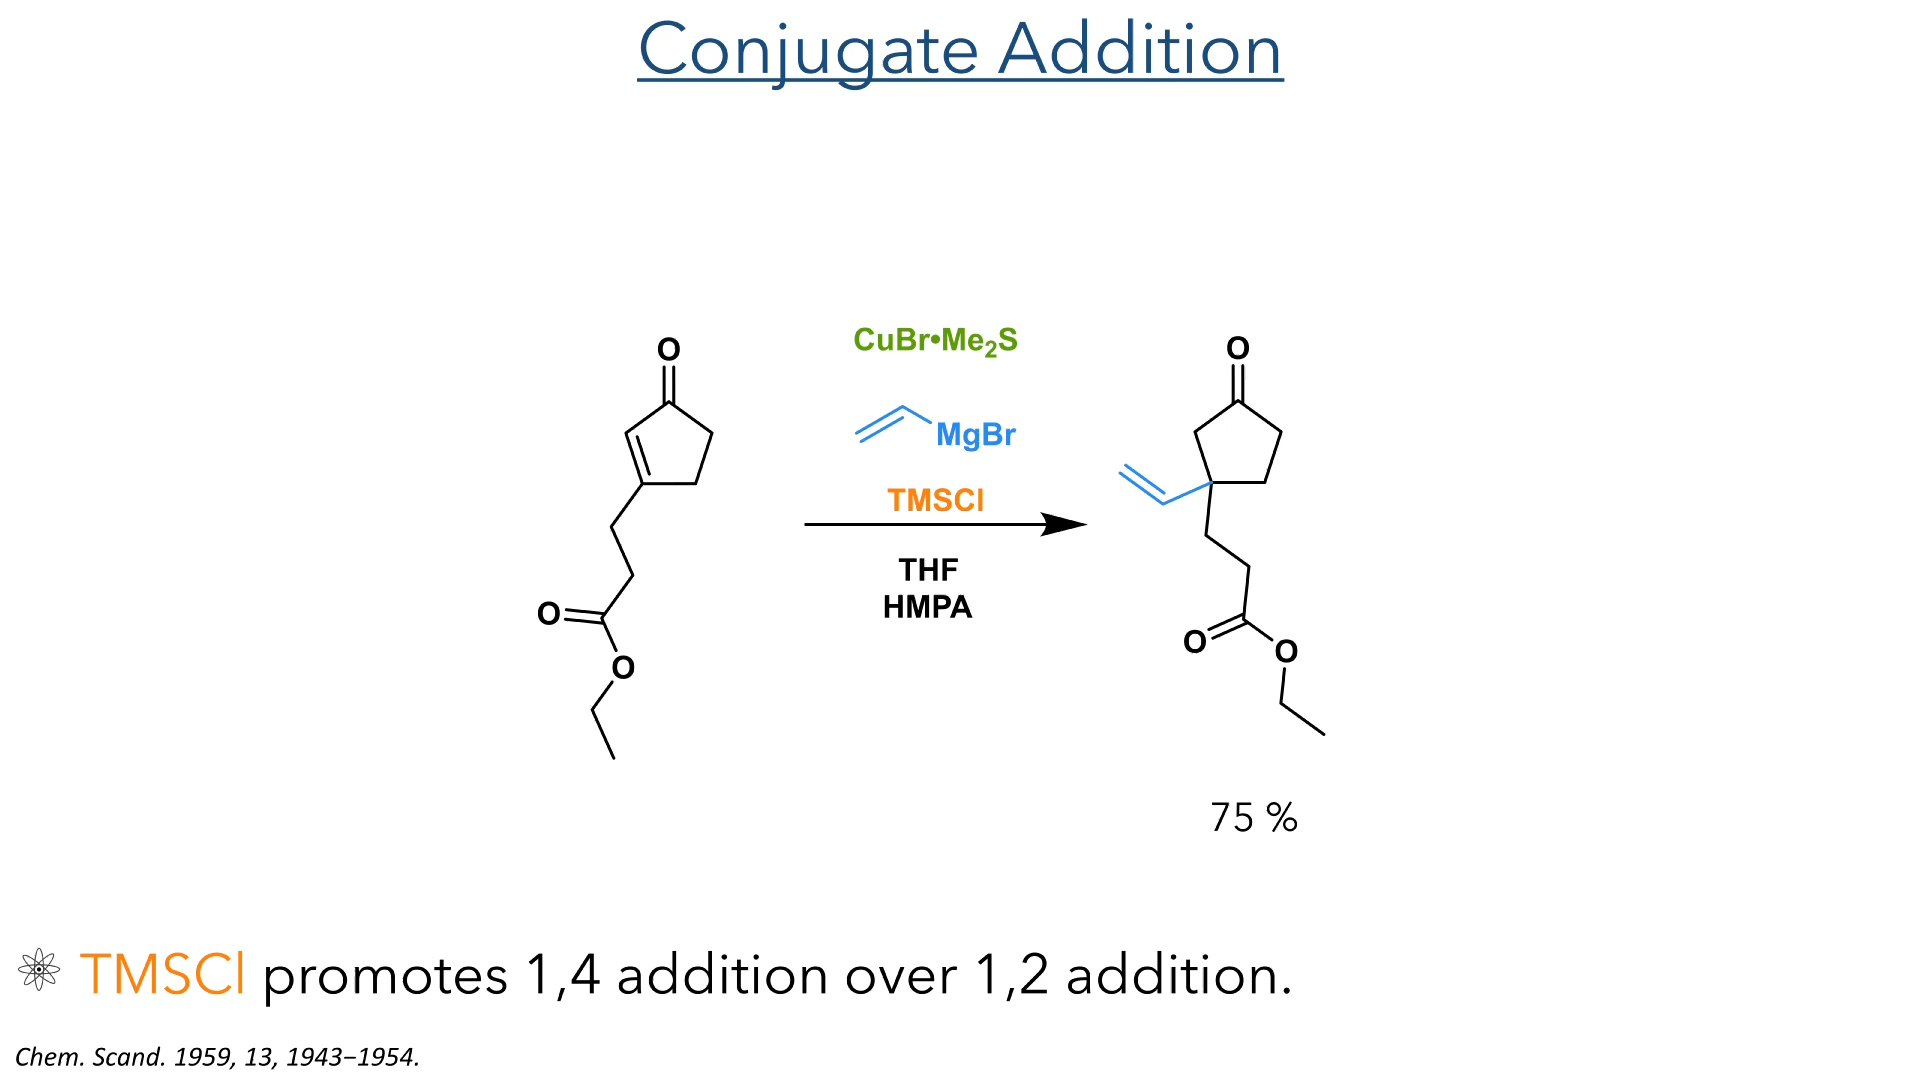 Conjugate Addition
O
O
O
CuBr•Me₂S
MgBr
TMSCl
THF
HMPA
O
O
O
75 %
TMSCl promotes 1,4 addition over 1,2 addition.
Chem. Scand. 1959, 13, 1943−1954.